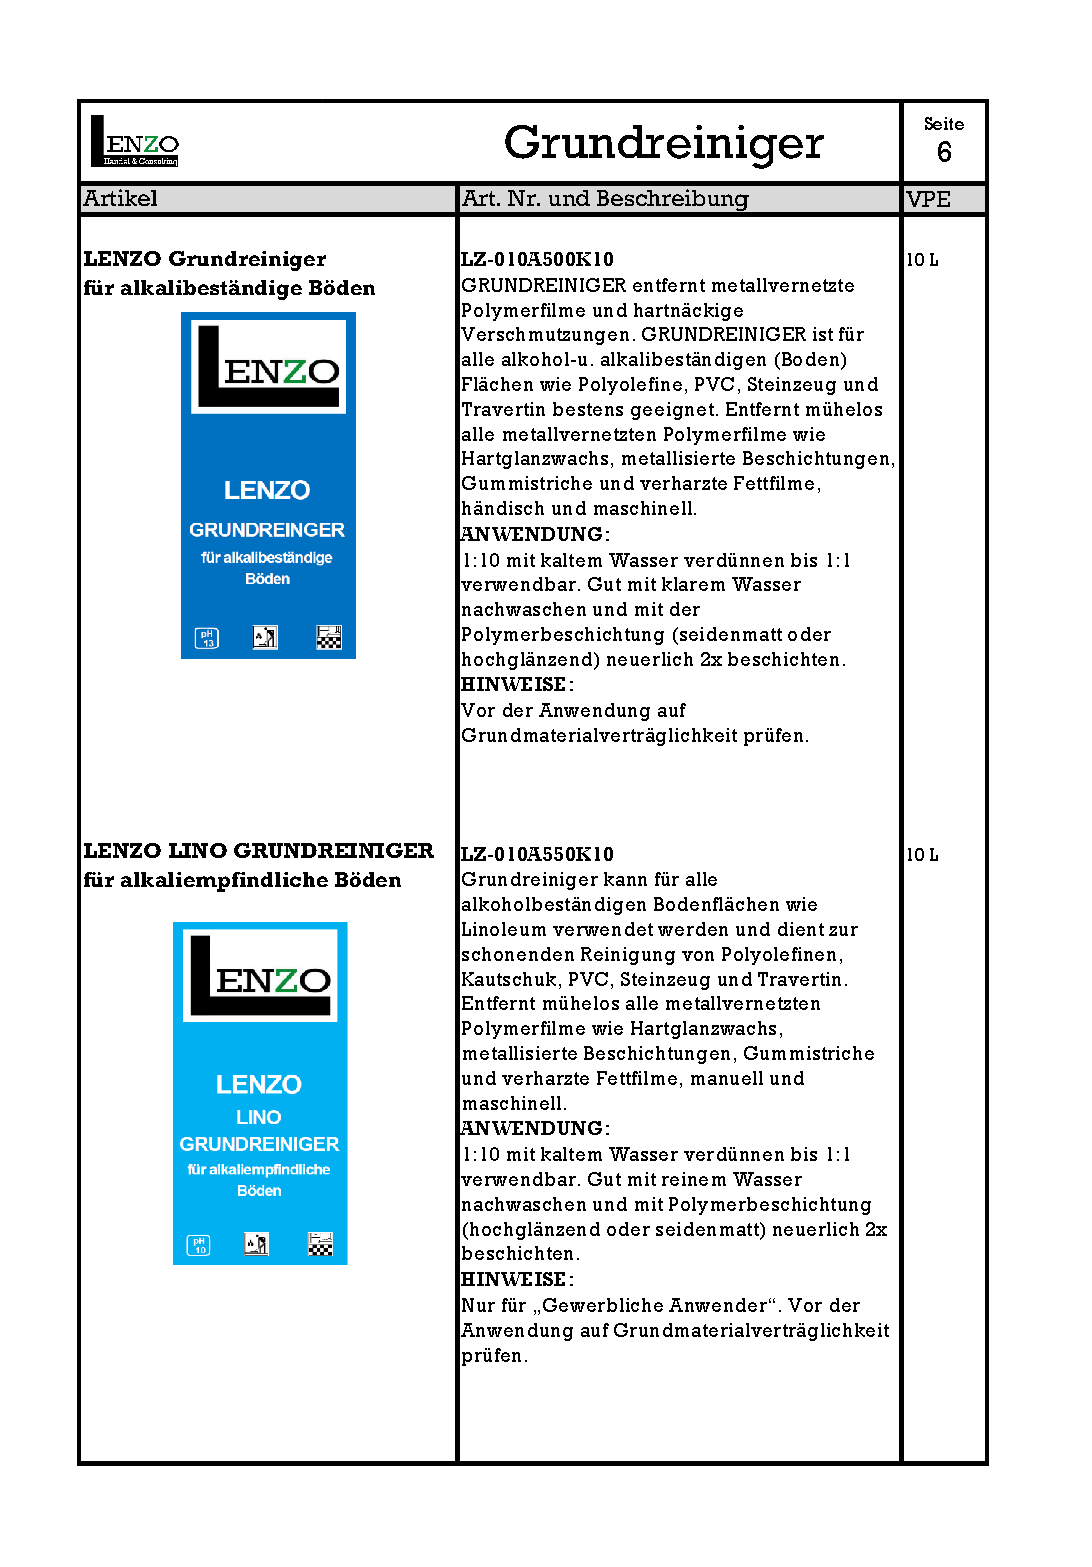 LENZO
Handel & Consulting
Grundreiniger
Seite
6
Artikel
Art. Nr. und Beschreibung
VPE
LENZO Grundreiniger
für alkalibeständige Böden
LENZO
LENZO
GRUNDREINGER
für alkalibeständige
Böden
pH
13
LZ-010A500K10
GRUNDREINIGER entfernt metallvernetzte
Polymerfilme und hartnäckige
Verschmutzungen. GRUNDREINIGER ist für
alle alkohol-u. alkalibeständigen (Boden)
Flächen wie Polyolefine, PVC, Steinzeug und
Travertin bestens geeignet. Entfernt mühelos
alle metallvernetzten Polymerfilme wie
Hartglanzwachs, metallisierte Beschichtungen,
Gummistriche und verharzte Fettfilme,
händisch und maschinell.
ANWENDUNG:
1:10 mit kaltem Wasser verdünnen bis 1:1
verwendbar. Gut mit klarem Wasser
nachwaschen und mit der
Polymerbeschichtung (seidenmatt oder
hochglänzend) neuerlich 2x beschichten.
HINWEISE:
Vor der Anwendung auf
Grundmaterialverträglichkeit prüfen.
10 L
LENZO LINO GRUNDREINIGER
für alkaliempfindliche Böden
LENZO
LENZO
LINO
GRUNDREINIGER
für alkaliempfindliche
Böden
pH
10
LZ-010A550K10
Grundreiniger kann für alle
alkoholbeständigen Bodenflächen wie
Linoleum verwendet werden und dient zur
schonenden Reinigung von Polyolefinen,
Kautschuk, PVC, Steinzeug und Travertin.
Entfernt mühelos alle metallvernetzten
Polymerfilme wie Hartglanzwachs,
metallisierte Beschichtungen, Gummistriche
und verharzte Fettfilme, manuell und
maschinell.
ANWENDUNG:
1:10 mit kaltem Wasser verdünnen bis 1:1
verwendbar. Gut mit reinem Wasser
nachwaschen und mit Polymerbeschichtung
(hochglänzend oder seidenmatt) neuerlich 2x
beschichten.
HINWEISE:
Nur für „Gewerbliche Anwender“. Vor der
Anwendung auf Grundmaterialverträglichkeit
prüfen.
10 L